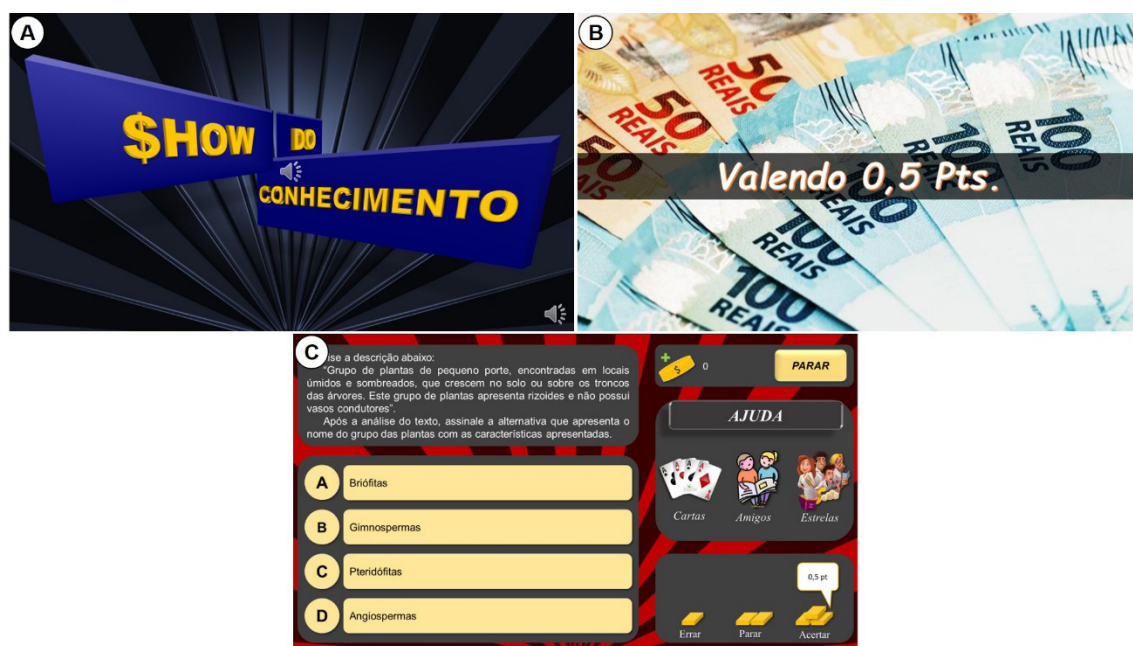 A
$HOW DO
CONHECIMENTO
B
50 REAIS
50 REAIS
50
100 REAIS
100 REAIS
100 REAIS
100
Valendo 0,5 Pts.
C
a descrição abaixo:
"Grupo de plantas de pequeno porte, encontradas em locais
úmidos e sombreados, que crescem no solo ou sobre os troncos
das árvores. Este grupo de plantas apresenta rizoides e não possui
vasos condutores".
Após a análise do texto, assinale a alternativa que apresenta o
nome do grupo das plantas com as características apresentadas.
A Briófitas
B Gimnospermas
C Pteridófitas
D Angiospermas
$ 0 PARAR
AJUDA
Cartas Amigos Estrelas
0,5 pt
Errar Parar Acertar